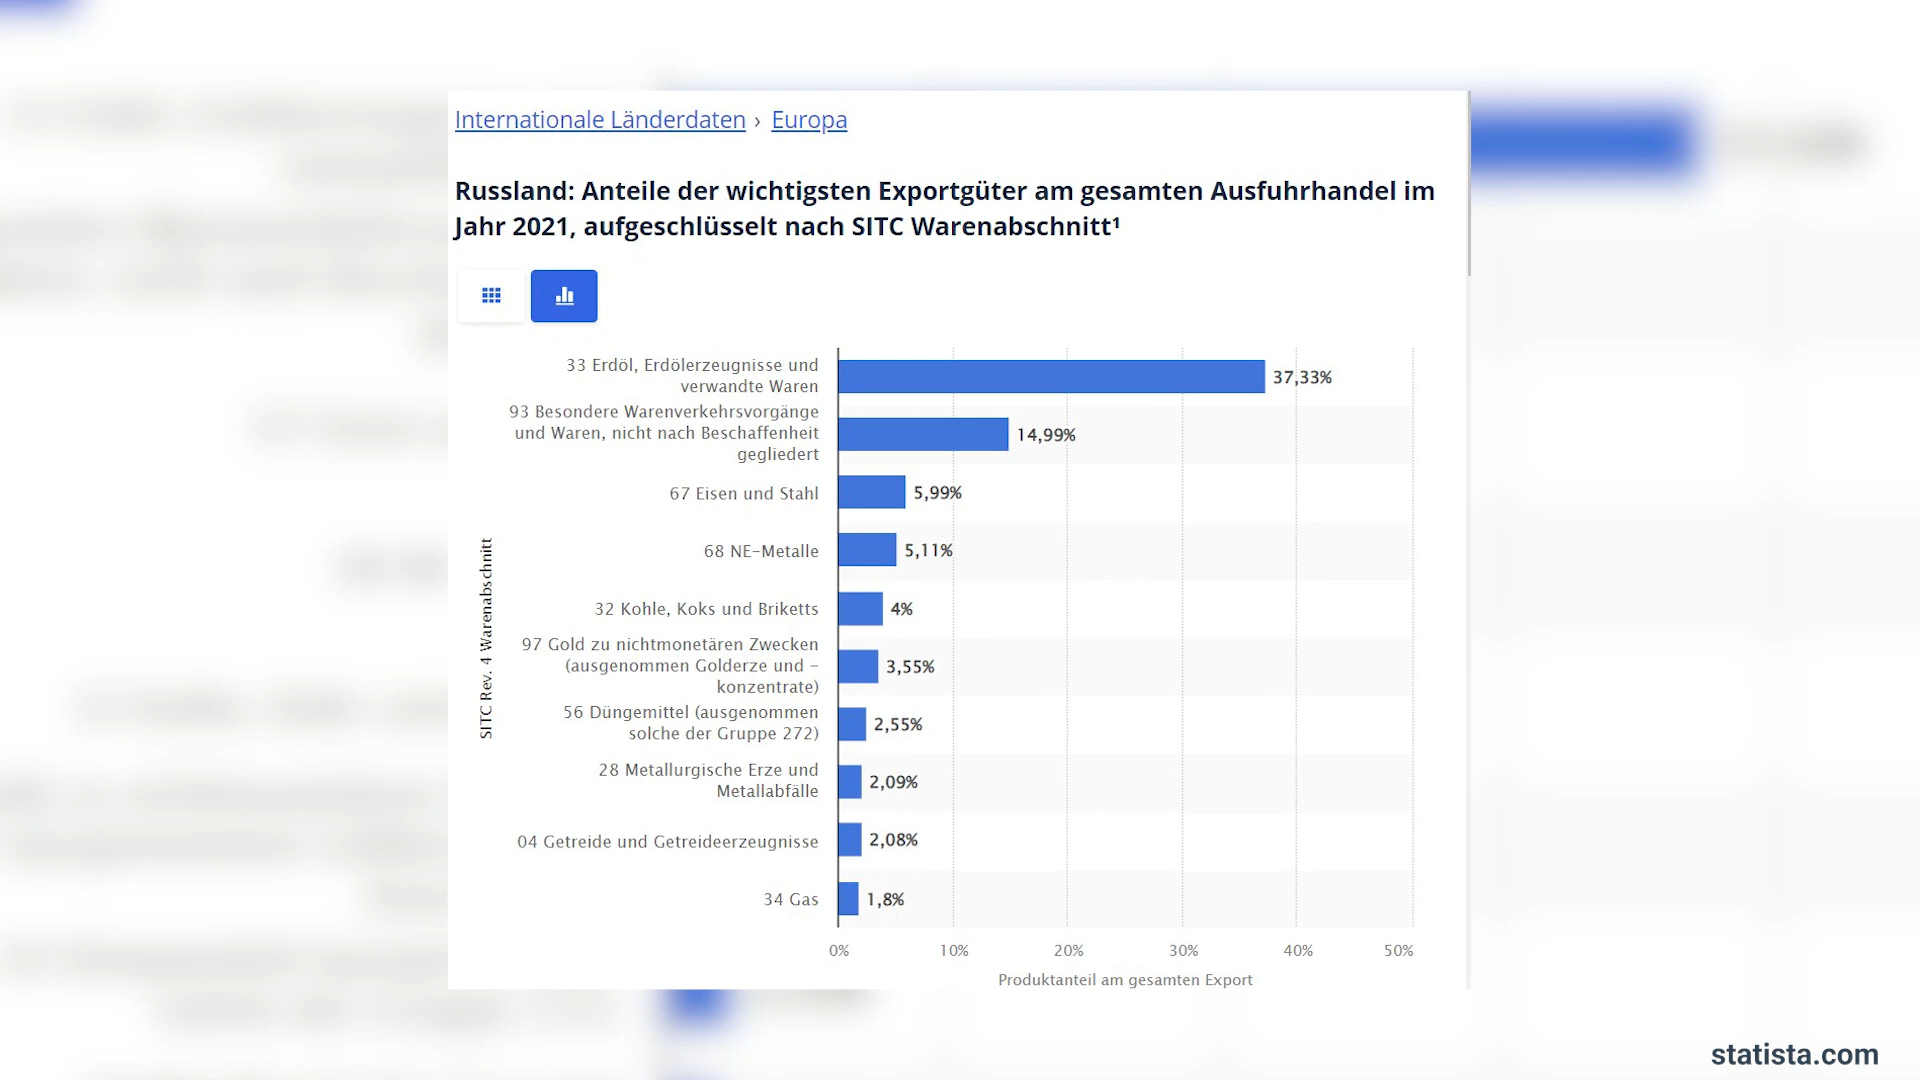 Internationale Länderdaten › Europa
Russland: Anteile der wichtigsten Exportgüter am gesamten Ausfuhrhandel im
Jahr 2021, aufgeschlüsselt nach SITC Warenabschnitt¹
33 Erdöl, Erdölerzeugnisse und
verwandte Waren
37,33%
93 Besondere Warenverkehrsvorgänge
und Waren, nicht nach Beschaffenheit
gegliedert
14,99%
67 Eisen und Stahl
5,99%
68 NE-Metalle
5,11%
32 Kohle, Koks und Briketts
4%
97 Gold zu nichtmonetären Zwecken
(ausgenommen Golderze und -
konzentrate)
3,55%
56 Düngemittel (ausgenommen
solche der Gruppe 272)
2,55%
28 Metallurgische Erze und
Metallabfälle
2,09%
04 Getreide und Getreideerzeugnisse
2,08%
34 Gas
1,8%
SITC Rev. 4 Warenabschnitt
0% 10% 20% 30% 40% 50%
Produktanteil am gesamten Export
statista.com